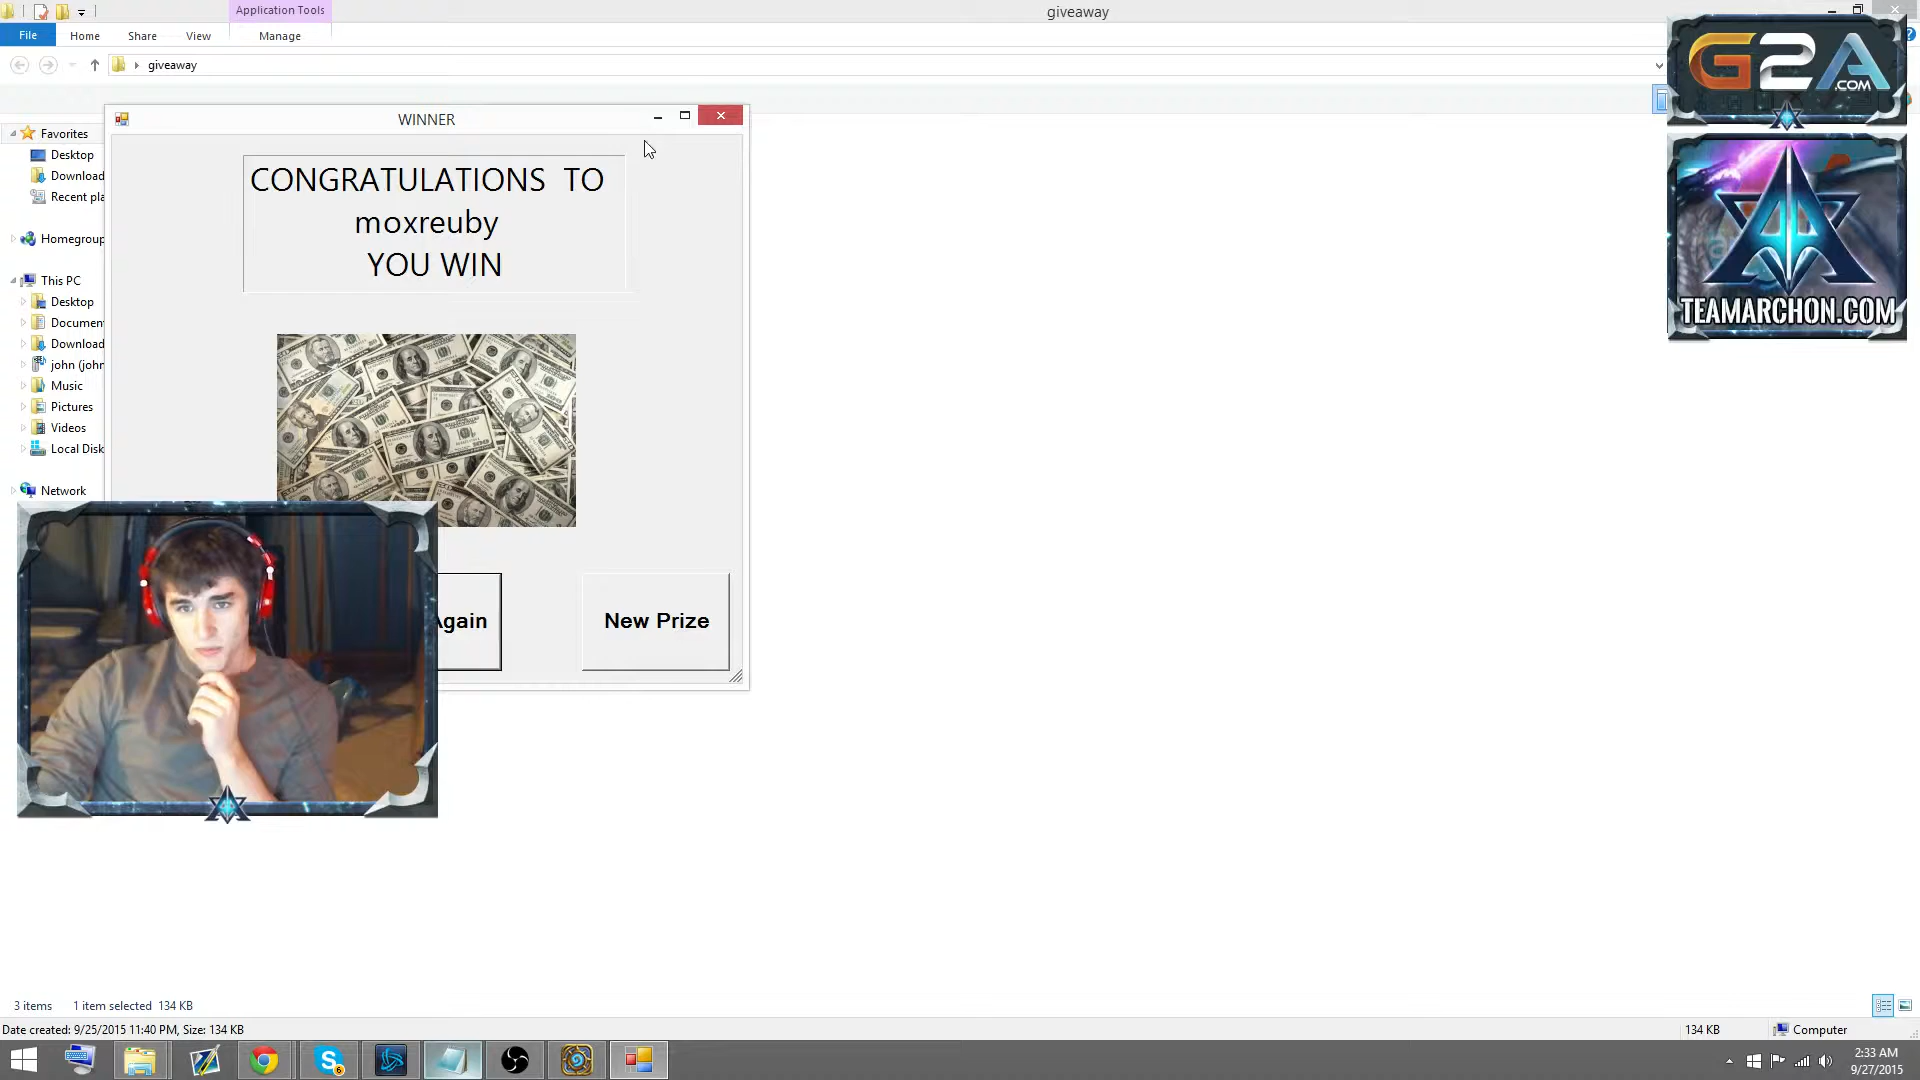 Application Tools
giveaway
File
Home
Share
View
Manage
giveaway
G2A
.COM
TEAMARCHON.COM
Favorites
Desktop
Download
Recent pla
Homegroup
This PC
Desktop
Documen
Download
john (john
Music
Pictures
Videos
Local Disk
Network
WINNER
CONGRATULATIONS TO
moxreuby
YOU WIN
Again
New Prize
3 items
1 item selected 134 KB
Date created: 9/25/2015 11:40 PM, Size: 134 KB
134 KB
Computer
6
2:33 AM
9/27/2015